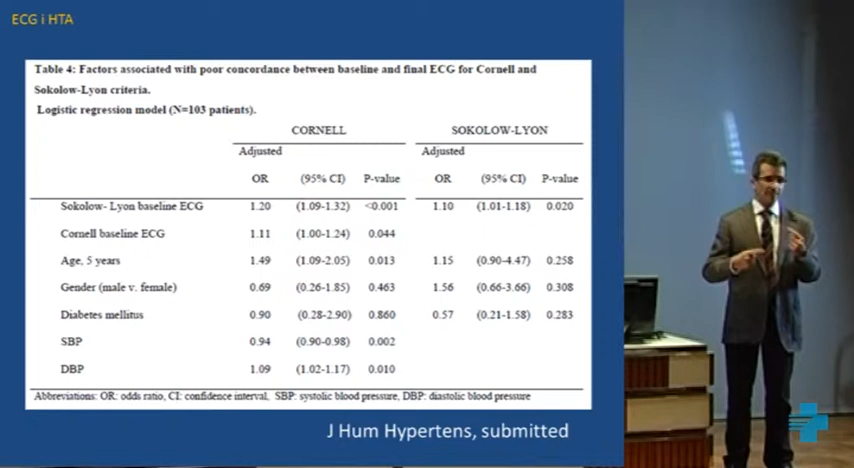 ECG i HTA
Table 4: Factors associated with poor concordance between baseline and final ECG for Cornell and
Sokolow-Lyon criteria.
Logistic regression model (N=103 patients).
CORNELL SOKOLOW-LYON
Adjusted Adjusted
OR (95% CI) P-value OR (95% CI) P-value
Sokolow- Lyon baseline ECG 1.20 (1.09-1.32) <0.001 1.10 (1.01-1.18) 0.020
Cornell baseline ECG 1.11 (1.00-1.24) 0.044
Age, 5 years 1.49 (1.09-2.05) 0.013 1.15 (0.90-4.47) 0.258
Gender (male v. female) 0.69 (0.26-1.85) 0.463 1.56 (0.66-3.66) 0.308
Diabetes mellitus 0.90 (0.28-2.90) 0.860 0.57 (0.21-1.58) 0.283
SBP 0.94 (0.90-0.98) 0.002
DBP 1.09 (1.02-1.17) 0.010
Abbreviations: OR: odds ratio, CI: confidence interval, SBP: systolic blood pressure, DBP: diastolic blood pressure
J Hum Hypertens, submitted